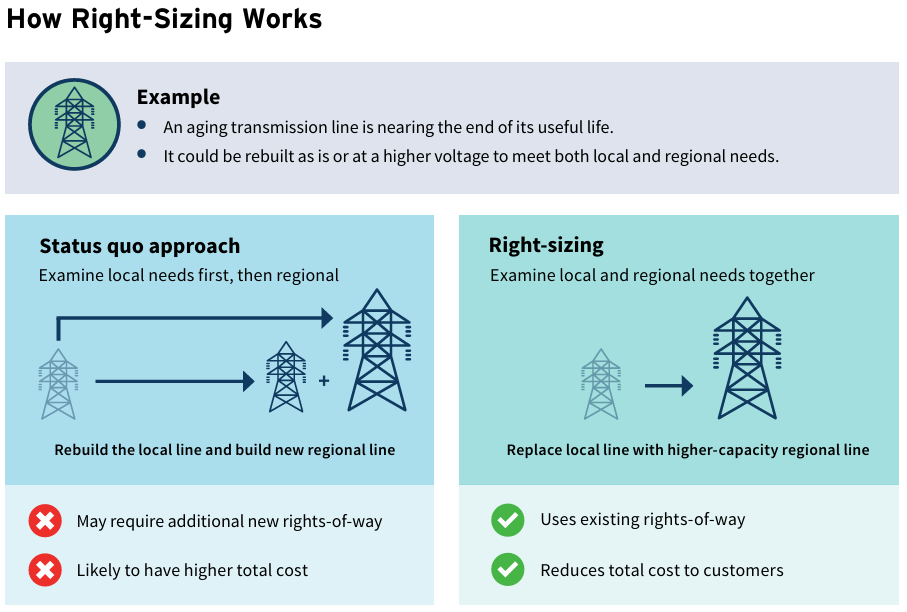 How Right-Sizing Works
Example
• An aging transmission line is nearing the end of its useful life.
• It could be rebuilt as is or at a higher voltage to meet both local and regional needs.
Status quo approach
Examine local needs first, then regional
+
Rebuild the local line and build new regional line
May require additional new rights-of-way
Likely to have higher total cost
Right-sizing
Examine local and regional needs together
Replace local line with higher-capacity regional line
Uses existing rights-of-way
Reduces total cost to customers